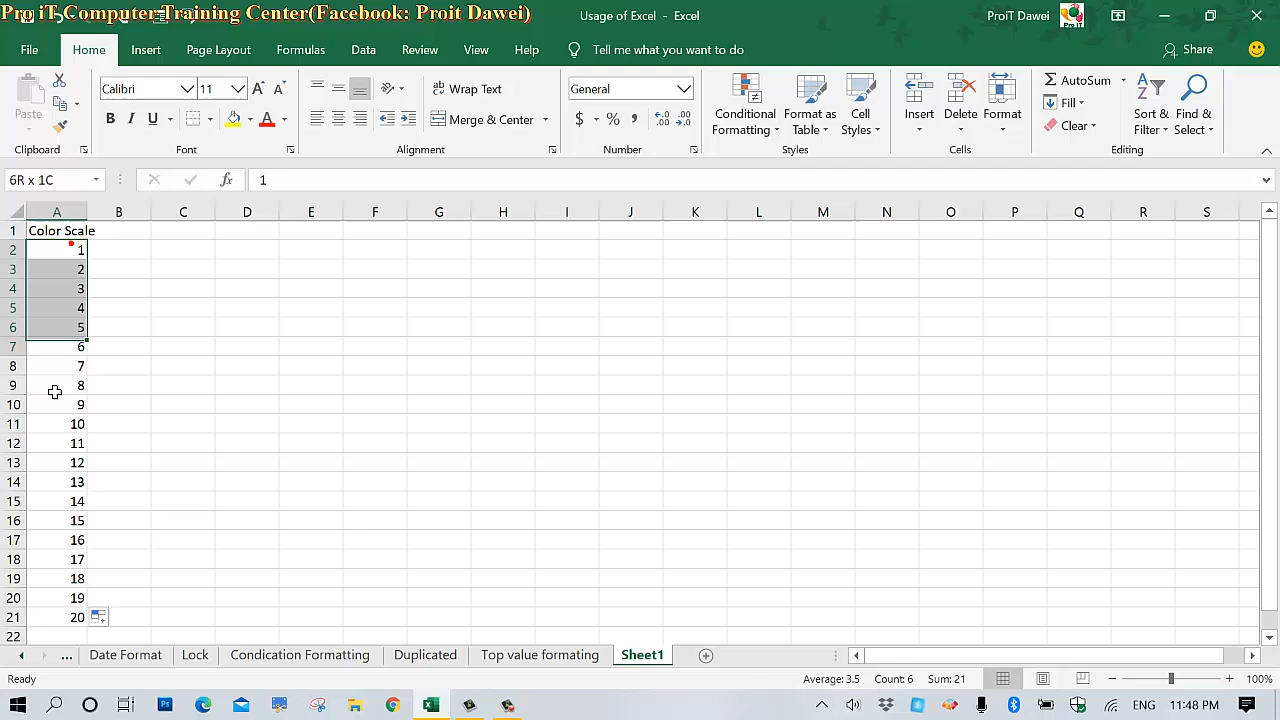 Pro iT Computer Training Center(Facebook: Proit Dawei)
Usage of Excel - Excel
ProiT Dawei
Pro iT
File Home Insert Page Layout Formulas Data Review View Help Tell me what you want to do Share
Paste
Calibri 11
B I U A
Wrap Text
Merge & Center
General
$ % ,
Conditional Formatting
Format as Table
Cell Styles
Insert
Delete
Format
AutoSum
Fill
Clear
Sort & Filter
Find & Select
Clipboard Font Alignment Number Styles Cells Editing
6R x 1C fx 1
A B C D E F G H I J K L M N O P Q R S
1 Color Scale
2 1
3 2
4 3
5 4
6 5
7 6
8 7
9 8
10 9
11 10
12 11
13 12
14 13
15 14
16 15
17 16
18 17
19 18
20 19
21 20
22
... Date Format Lock Condication Formatting Duplicated Top value formating Sheet1
Ready Average: 3.5 Count: 6 Sum: 21 100%
ENG 11:48 PM